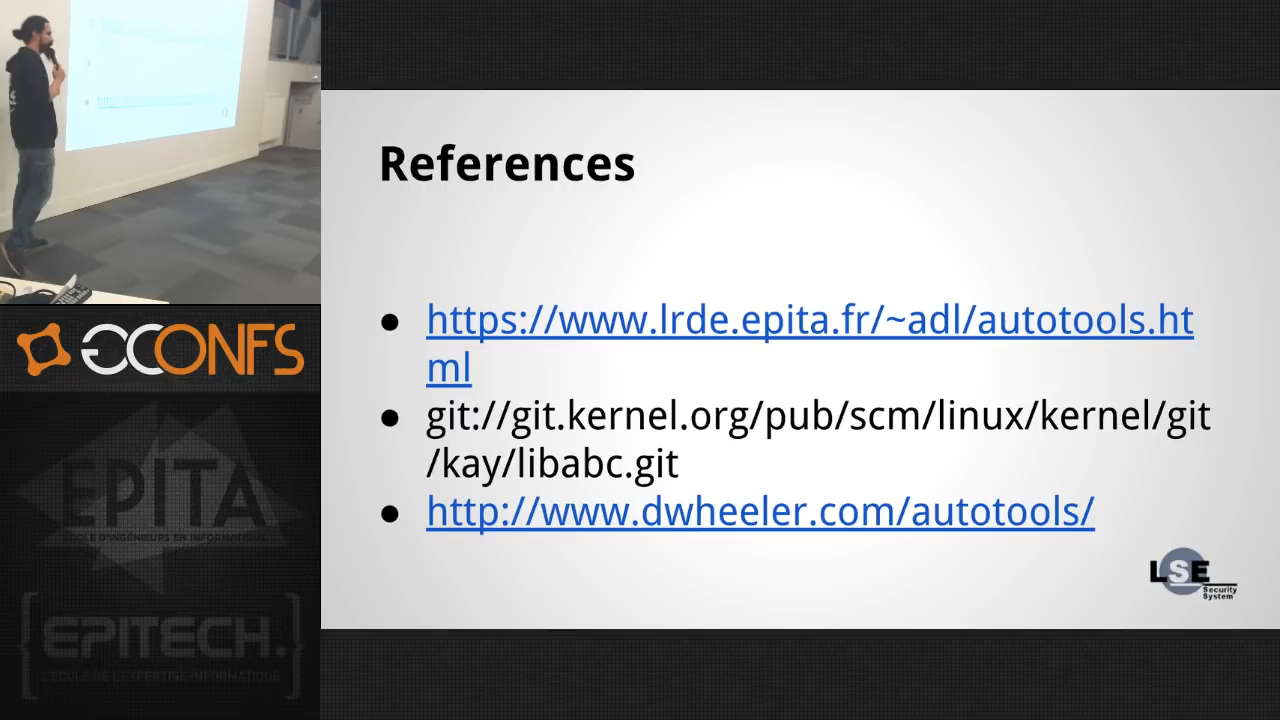 References
● https://www.lrde.epita.fr/~adl/autotools.ht
ml
● git://git.kernel.org/pub/scm/linux/kernel/git
/kay/libabc.git
● http://www.dwheeler.com/autotools/
LSE
Security
System
GCONFS
EPITA
ÉCOLE D'INGÉNIEURS EN INFORMATIQUE
{EPITECH.}
L'ÉCOLE DE L'EXPERTISE INFORMATIQUE